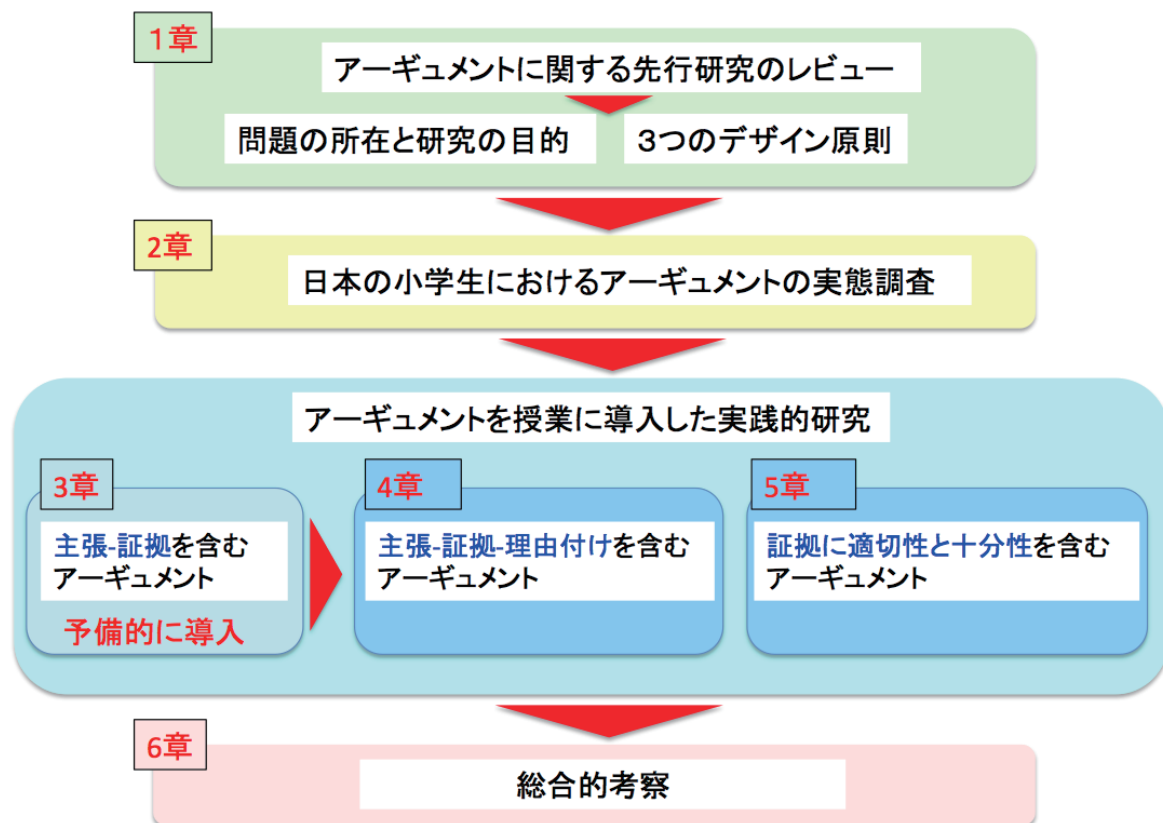 1章
アーギュメントに関する先行研究のレビュー
問題の所在と研究の目的
3つのデザイン原則
2章
日本の小学生におけるアーギュメントの実態調査
アーギュメントを授業に導入した実践的研究
3章
主張-証拠を含む
アーギュメント
予備的に導入
4章
主張-証拠-理由付けを含む
アーギュメント
5章
証拠に適切性と十分性を含む
アーギュメント
6章
総合的考察